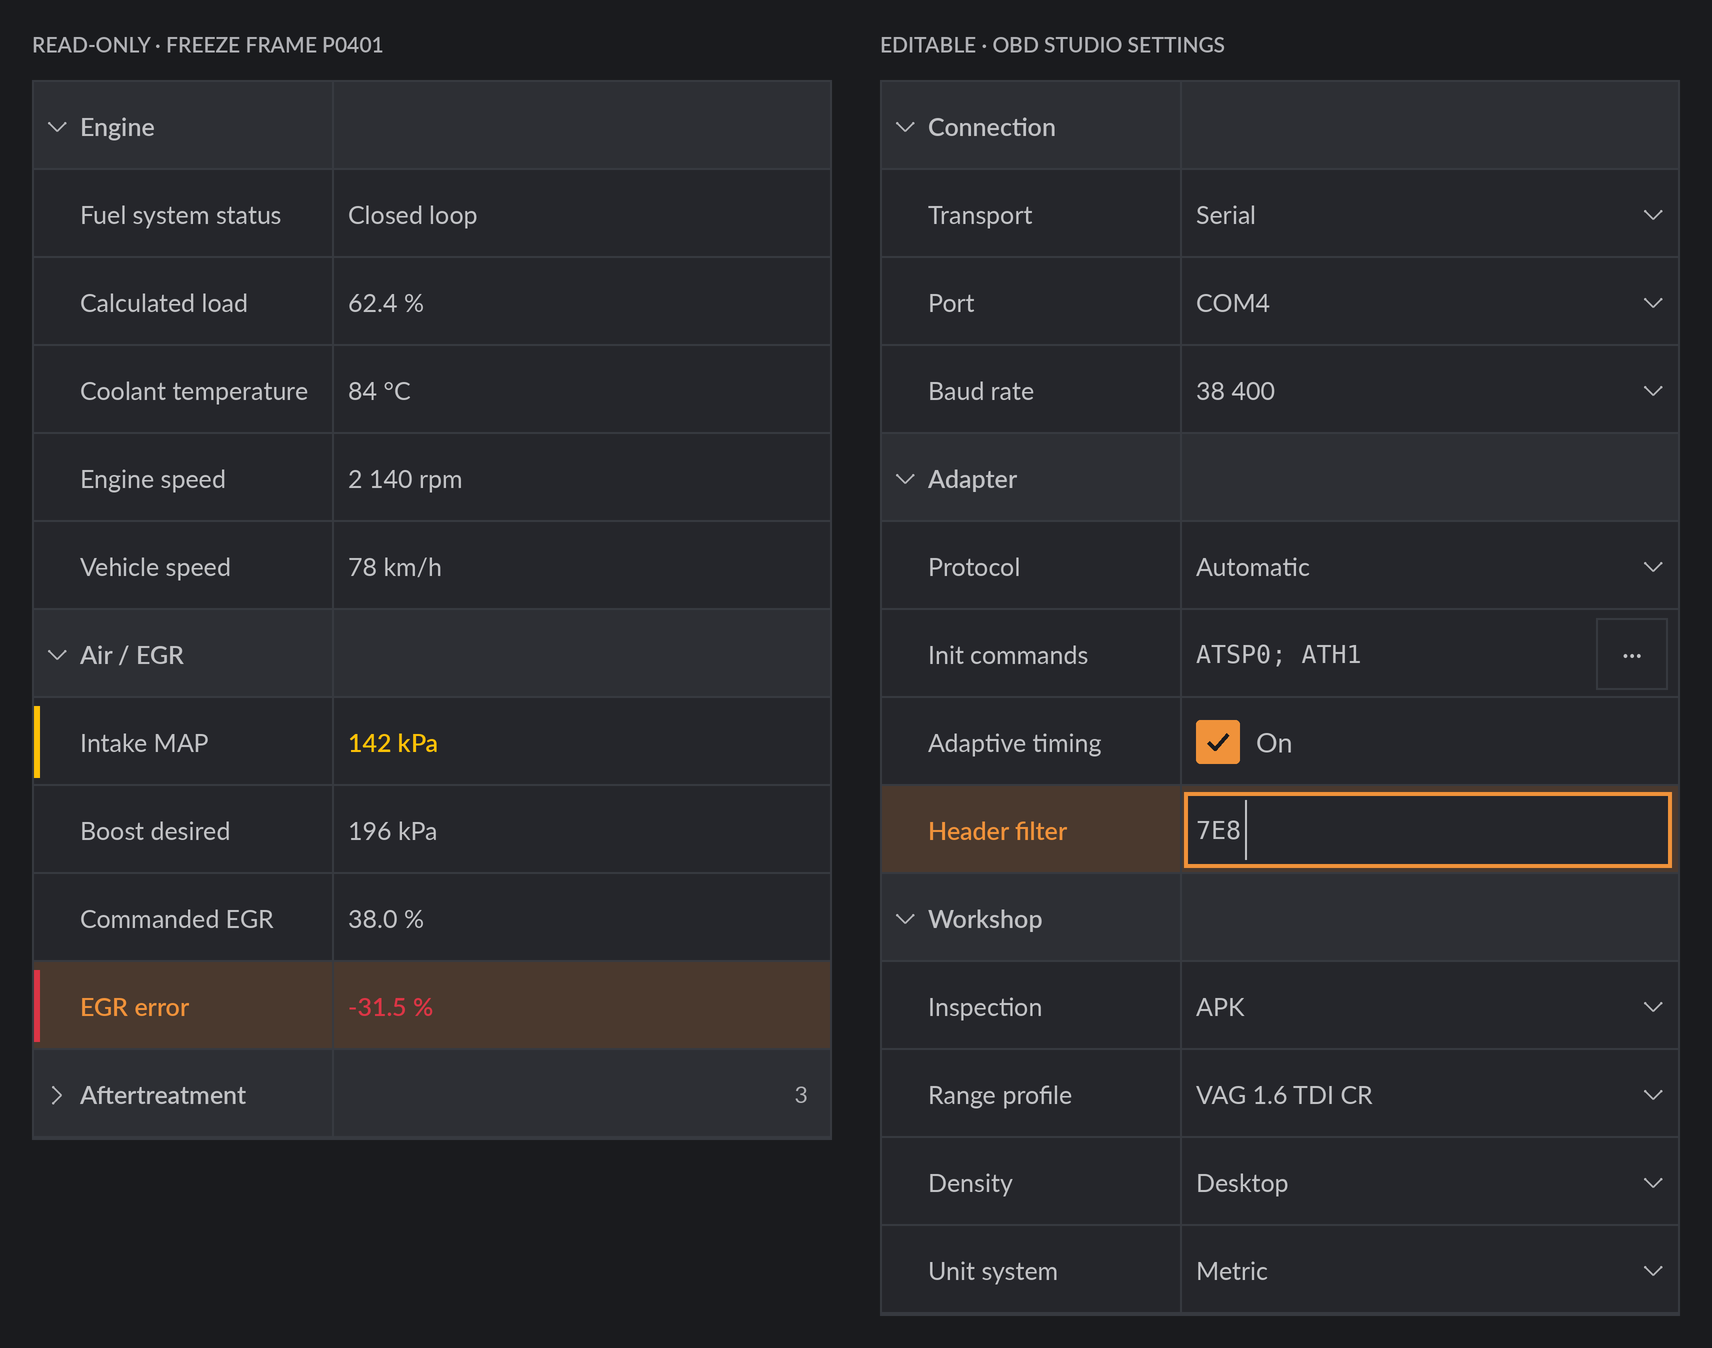 READ-ONLY · FREEZE FRAME P0401
Engine
Fuel system status Closed loop
Calculated load 62.4 %
Coolant temperature 84 °C
Engine speed 2 140 rpm
Vehicle speed 78 km/h
Air / EGR
Intake MAP 142 kPa
Boost desired 196 kPa
Commanded EGR 38.0 %
EGR error -31.5 %
Aftertreatment 3
EDITABLE · OBD STUDIO SETTINGS
Connection
Transport Serial
Port COM4
Baud rate 38 400
Adapter
Protocol Automatic
Init commands ATSP0; ATH1 ...
Adaptive timing On
Header filter 7E8
Workshop
Inspection APK
Range profile VAG 1.6 TDI CR
Density Desktop
Unit system Metric